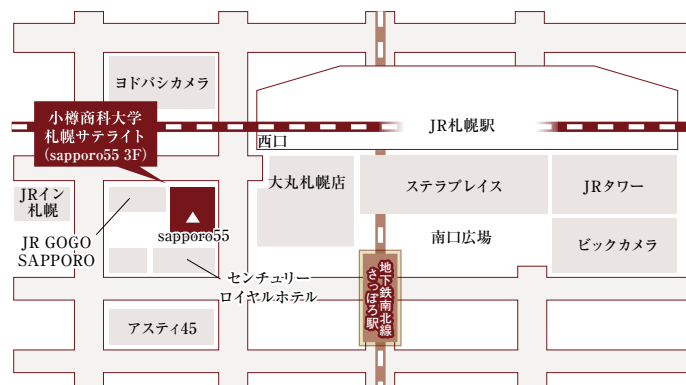 ヨドバシカメラ
小樽商科大学
札幌サテライト
(sapporo55 3F)
JR札幌駅
西口
大丸札幌店
ステラプレイス
JRタワー
JRイン
札幌
sapporo55
南口広場
ビックカメラ
JR GOGO
SAPPORO
センチュリー
ロイヤルホテル
地下鉄南北線
さっぽろ駅
アスティ45